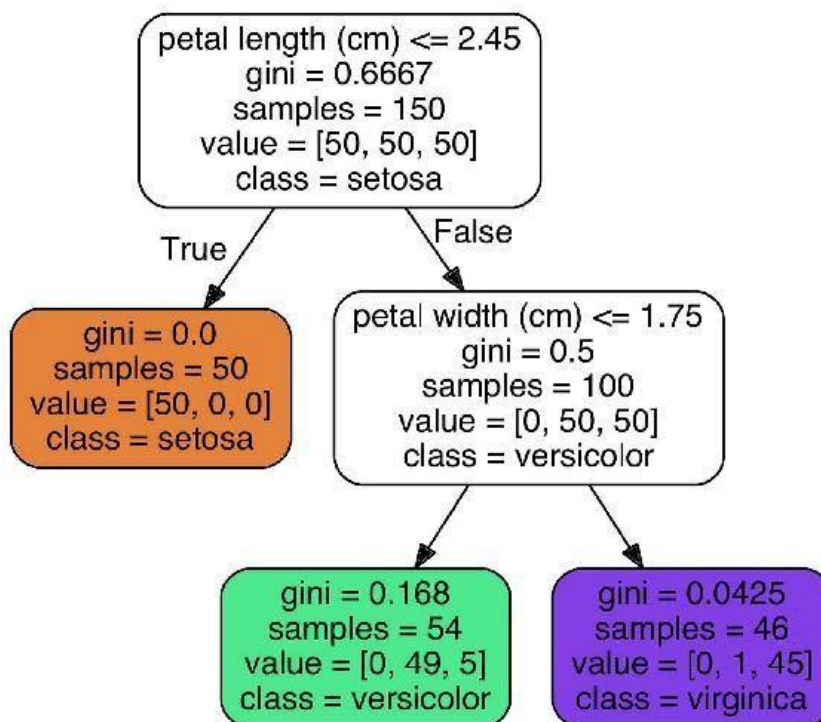 petal length (cm) <= 2.45
gini = 0.6667
samples = 150
value = [50, 50, 50]
class = setosa
True
False
gini = 0.0
samples = 50
value = [50, 0, 0]
class = setosa
petal width (cm) <= 1.75
gini = 0.5
samples = 100
value = [0, 50, 50]
class = versicolor
gini = 0.168
samples = 54
value = [0, 49, 5]
class = versicolor
gini = 0.0425
samples = 46
value = [0, 1, 45]
class = virginica